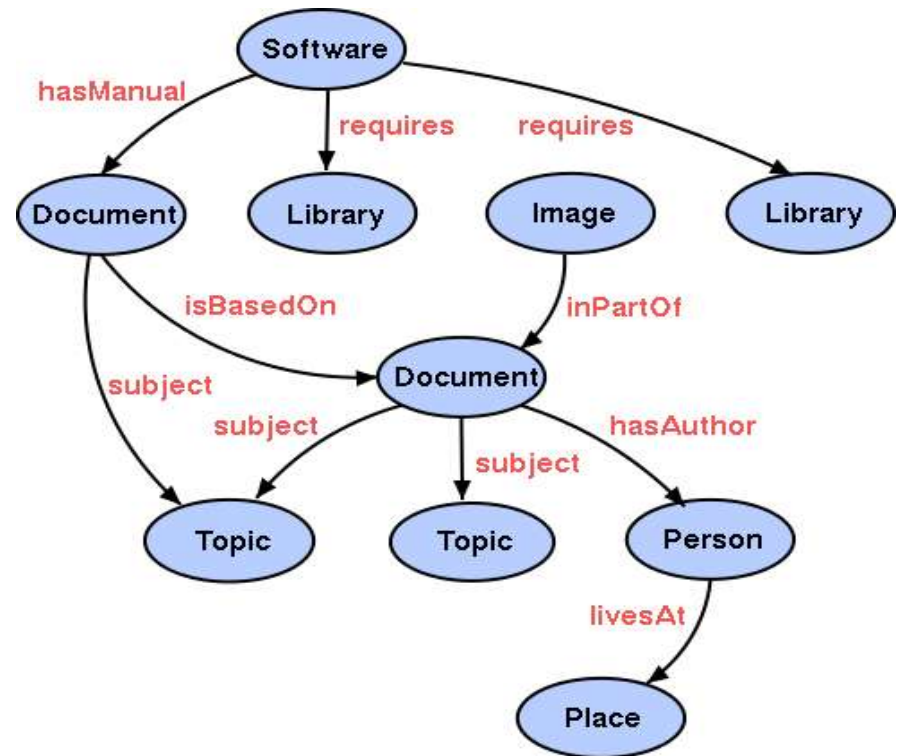 Software
hasManual
requires
requires
Document
Library
Image
Library
isBasedOn
inPartOf
Document
subject
subject
hasAuthor
subject
Topic
Topic
Person
livesAt
Place